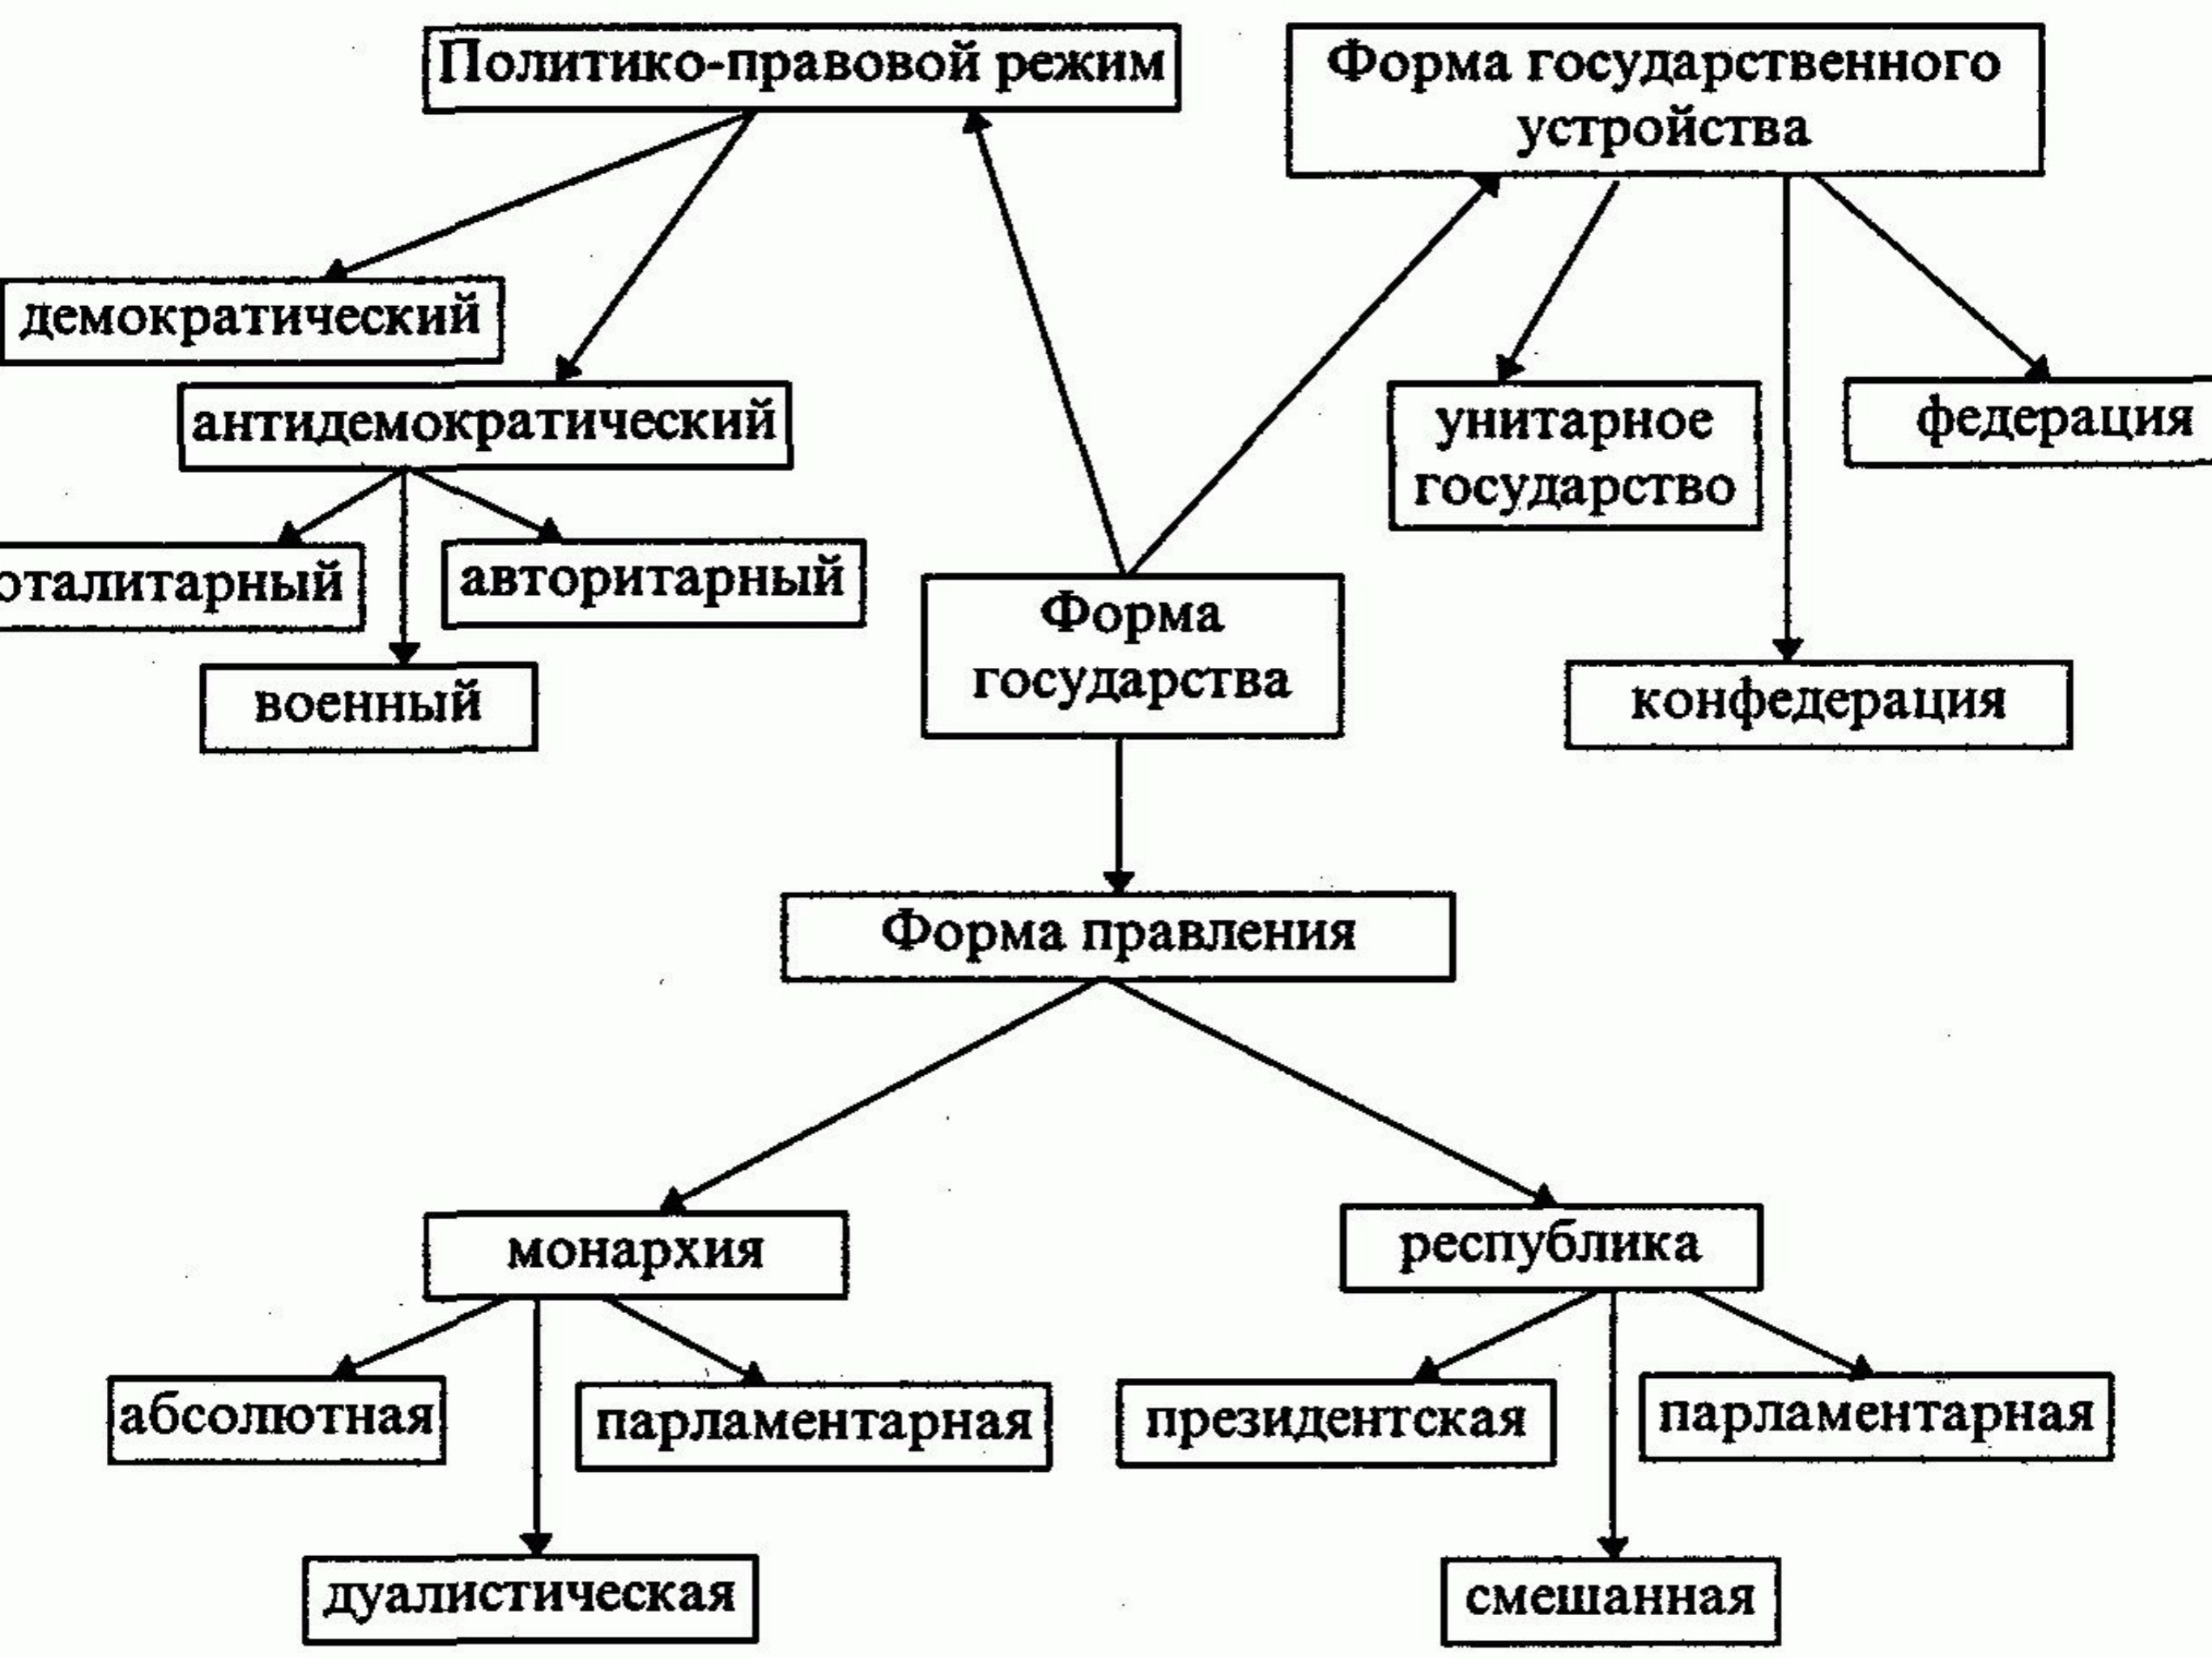 Политико-правовой режим
Форма государственного
устройства
демократический
антидемократический
унитарное
государство
федерация
оталитарный
авторитарный
военный
Форма
государства
конфедерация
Форма правления
монархия
республика
абсолютная
парламентарная
президентская
парламентарная
дуалистическая
смешанная